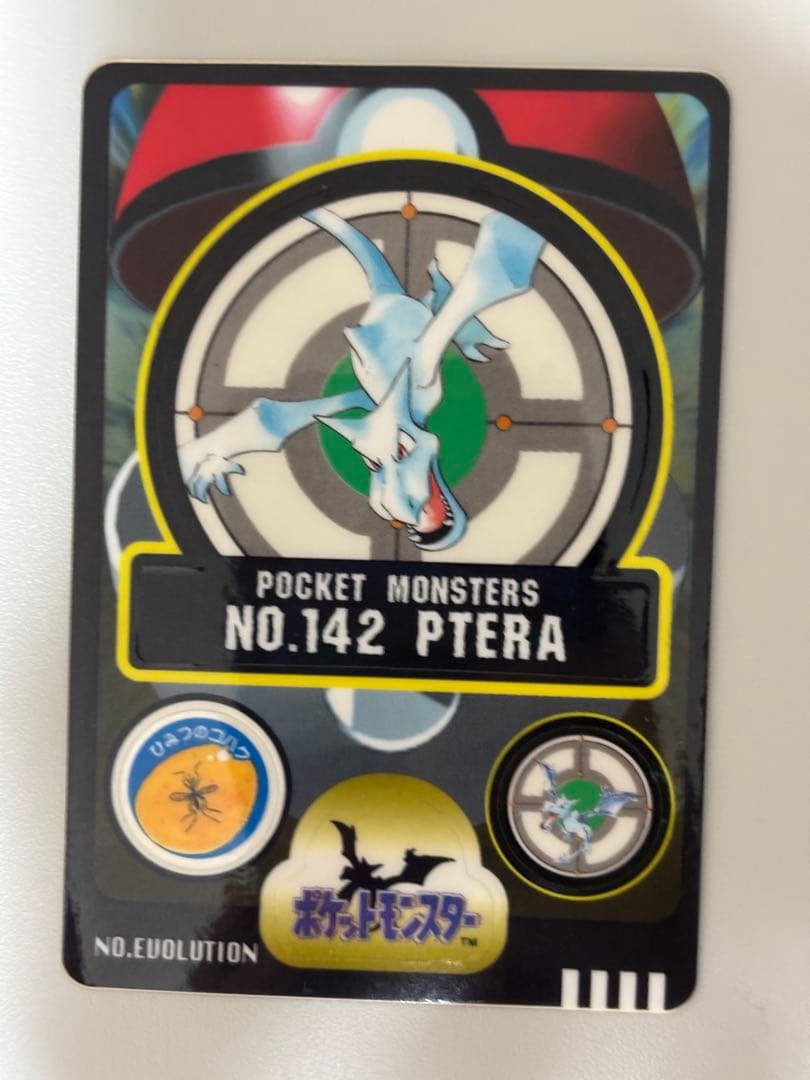 POCKET MONSTERS
NO.142 PTERA
ひみつのコハク
ポケットモンスター
TM
NO.EVOLUTION